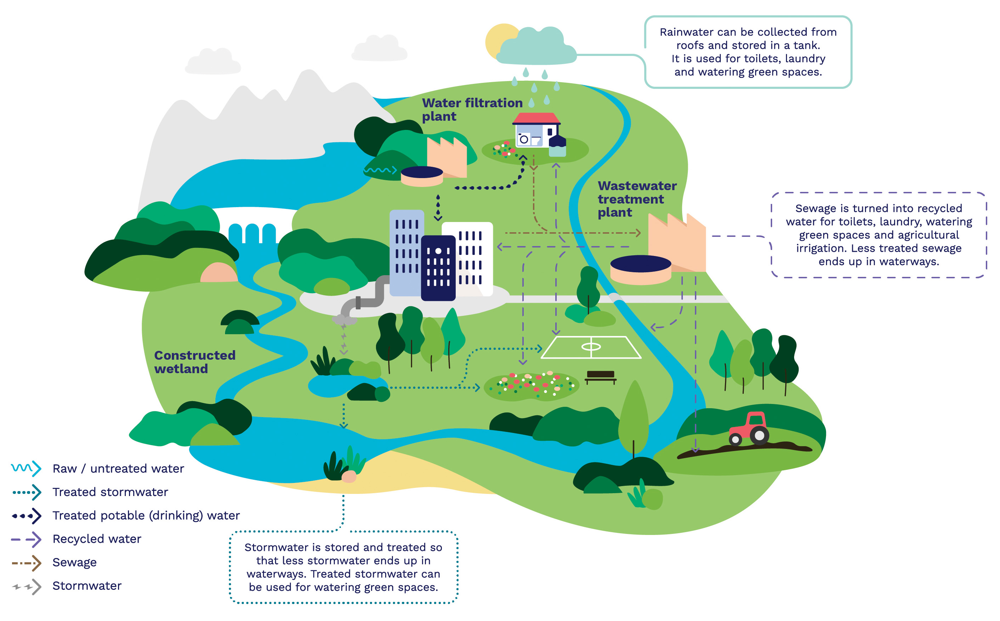 Rainwater can be collected from
roofs and stored in a tank.
It is used for toilets, laundry
and watering green spaces.
Water filtration
plant
Wastewater
treatment
plant
Sewage is turned into recycled
water for toilets, laundry, watering
green spaces and agricultural
irrigation. Less treated sewage
ends up in waterways.
Constructed
wetland
Raw / untreated water
Treated stormwater
Treated potable (drinking) water
Recycled water
Sewage
Stormwater
Stormwater is stored and treated so
that less stormwater ends up in
waterways. Treated stormwater can
be used for watering green spaces.